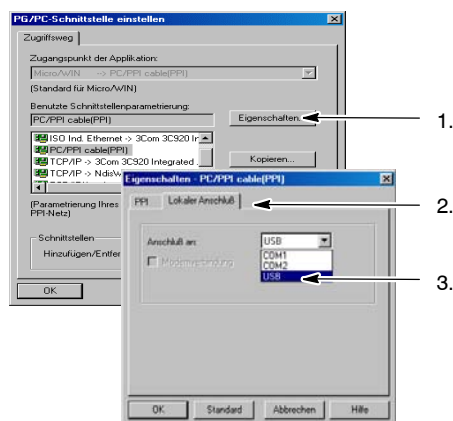 PG/PC-Schnittstelle einstellen
Zugriffsweg
Zugangspunkt der Applikation:
Micro/WIN --> PC/PPI cable(PPI)
(Standard für Micro/WIN)
Benutzte Schnittstellenparametrierung:
PC/PPI cable(PPI)
Eigenschaften...
1.
ISO Ind. Ethernet -> 3Com 3C920 Ir
PC/PPI cable(PPI)
TCP/IP -> 3Com 3C920 Integrated
TCP/IP -> NdisW
Kopieren...
(Parametrierung Ihres
PPI-Netz)
Schnittstellen
Hinzufügen/Entfer
OK
Eigenschaften - PC/PPI cable(PPI)
PPI
Lokaler Anschluß
2.
Anschluß an:
USB
COM1
COM2
USB
3.
Modemverbindung
OK
Standard
Abbrechen
Hilfe